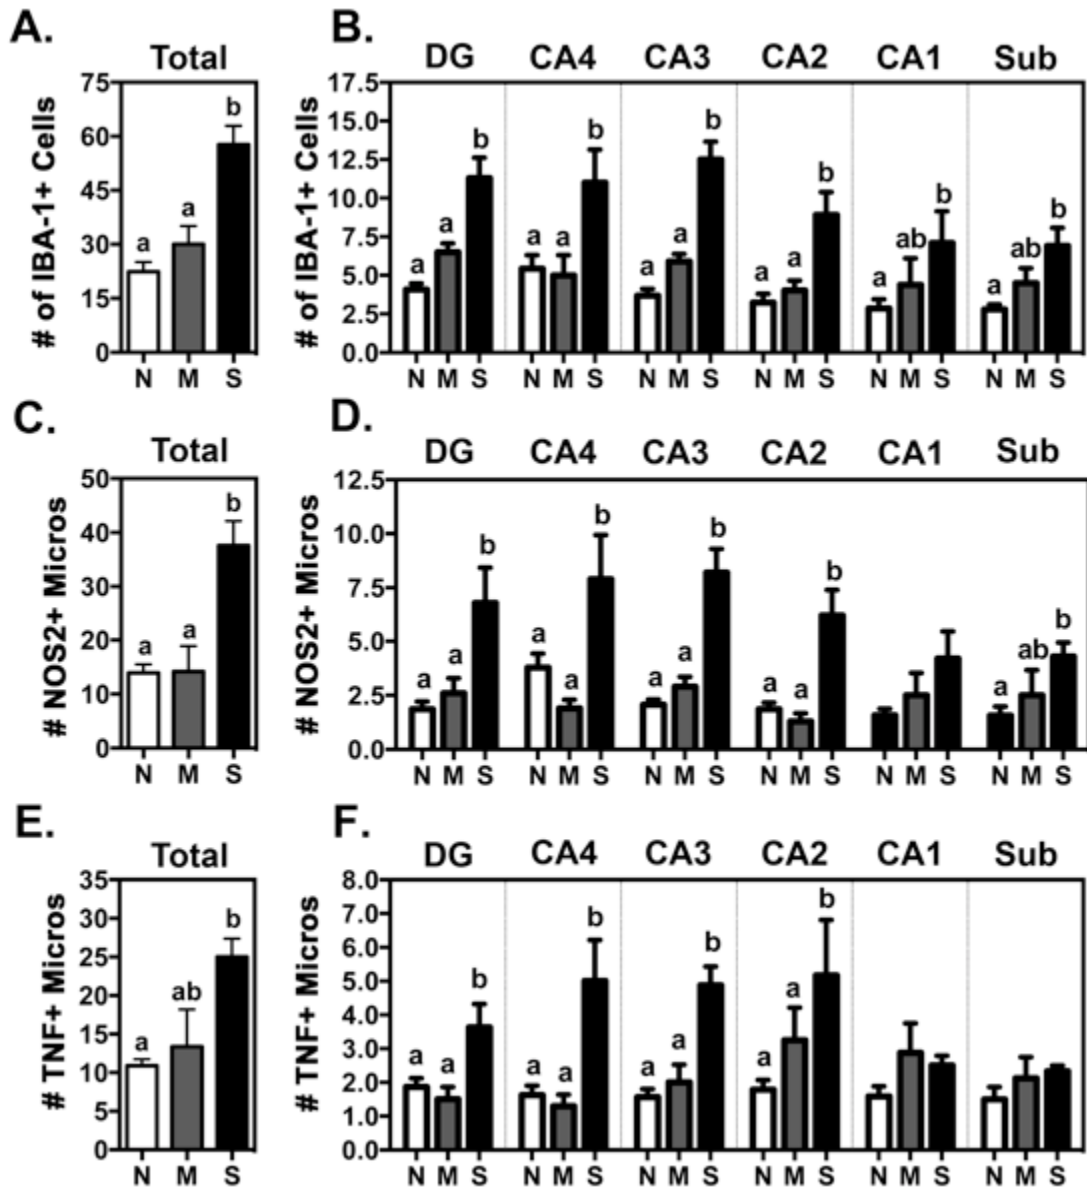 A.
Total
# of IBA-1+ Cells
75
60
45
30
15
0
a
a
b
N M S
B.
DG CA4 CA3 CA2 CA1 Sub
# of IBA-1+ Cells
17.5
15.0
12.5
10.0
7.5
5.0
2.5
0.0
a a b a a b a a b a a b a ab b a ab b
N M S N M S N M S N M S N M S N M S
C.
Total
# NOS2+ Micros
50
40
30
20
10
0
a a b
N M S
D.
DG CA4 CA3 CA2 CA1 Sub
# NOS2+ Micros
12.5
10.0
7.5
5.0
2.5
0.0
a a b a a b a a b a a b a ab b
N M S N M S N M S N M S N M S N M S
E.
Total
# TNF+ Micros
35
30
25
20
15
10
5
0
a ab b
N M S
F.
DG CA4 CA3 CA2 CA1 Sub
# TNF+ Micros
8.0
7.0
6.0
5.0
4.0
3.0
2.0
1.0
0.0
a a b a a b a a b a a b
N M S N M S N M S N M S N M S N M S